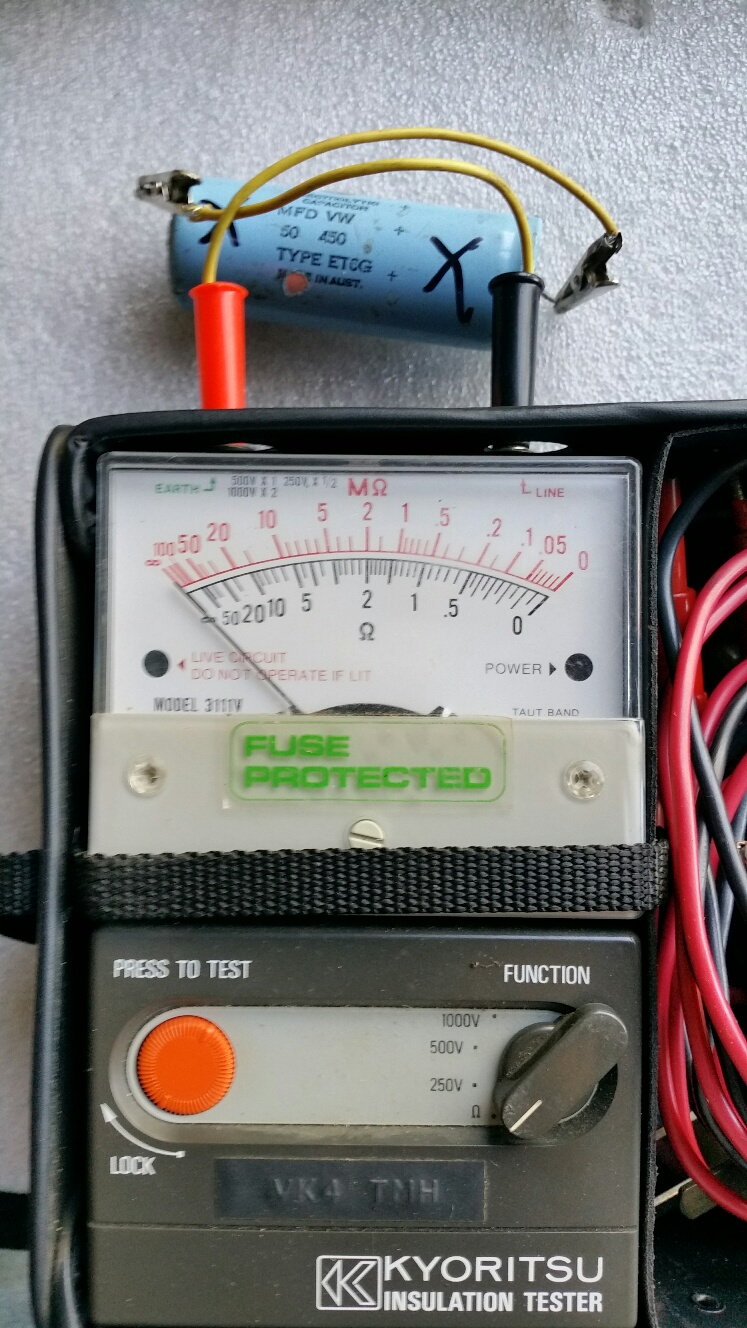 ELECTROLYTIC
CAPACITOR
MFD VW
50 450
TYPE ET6G
MADE IN AUST.
+
+
+
X
X
EARTH
500V X 1 250V, X 1/2
1000V X 2
MΩ
LINE
∞ 100 50 20 10 5 2 1 .5 .2 .1 .05 0
∞ 50 20 10 5 2 1 .5 0
Ω
LIVE CIRCUIT
DO NOT OPERATE IF LIT
POWER
MODEL 3111V
TAUT BAND
FUSE
PROTECTED
PRESS TO TEST
FUNCTION
1000V
500V
250V
Ω
LOCK
VK4 TMH
KYORITSU
INSULATION TESTER